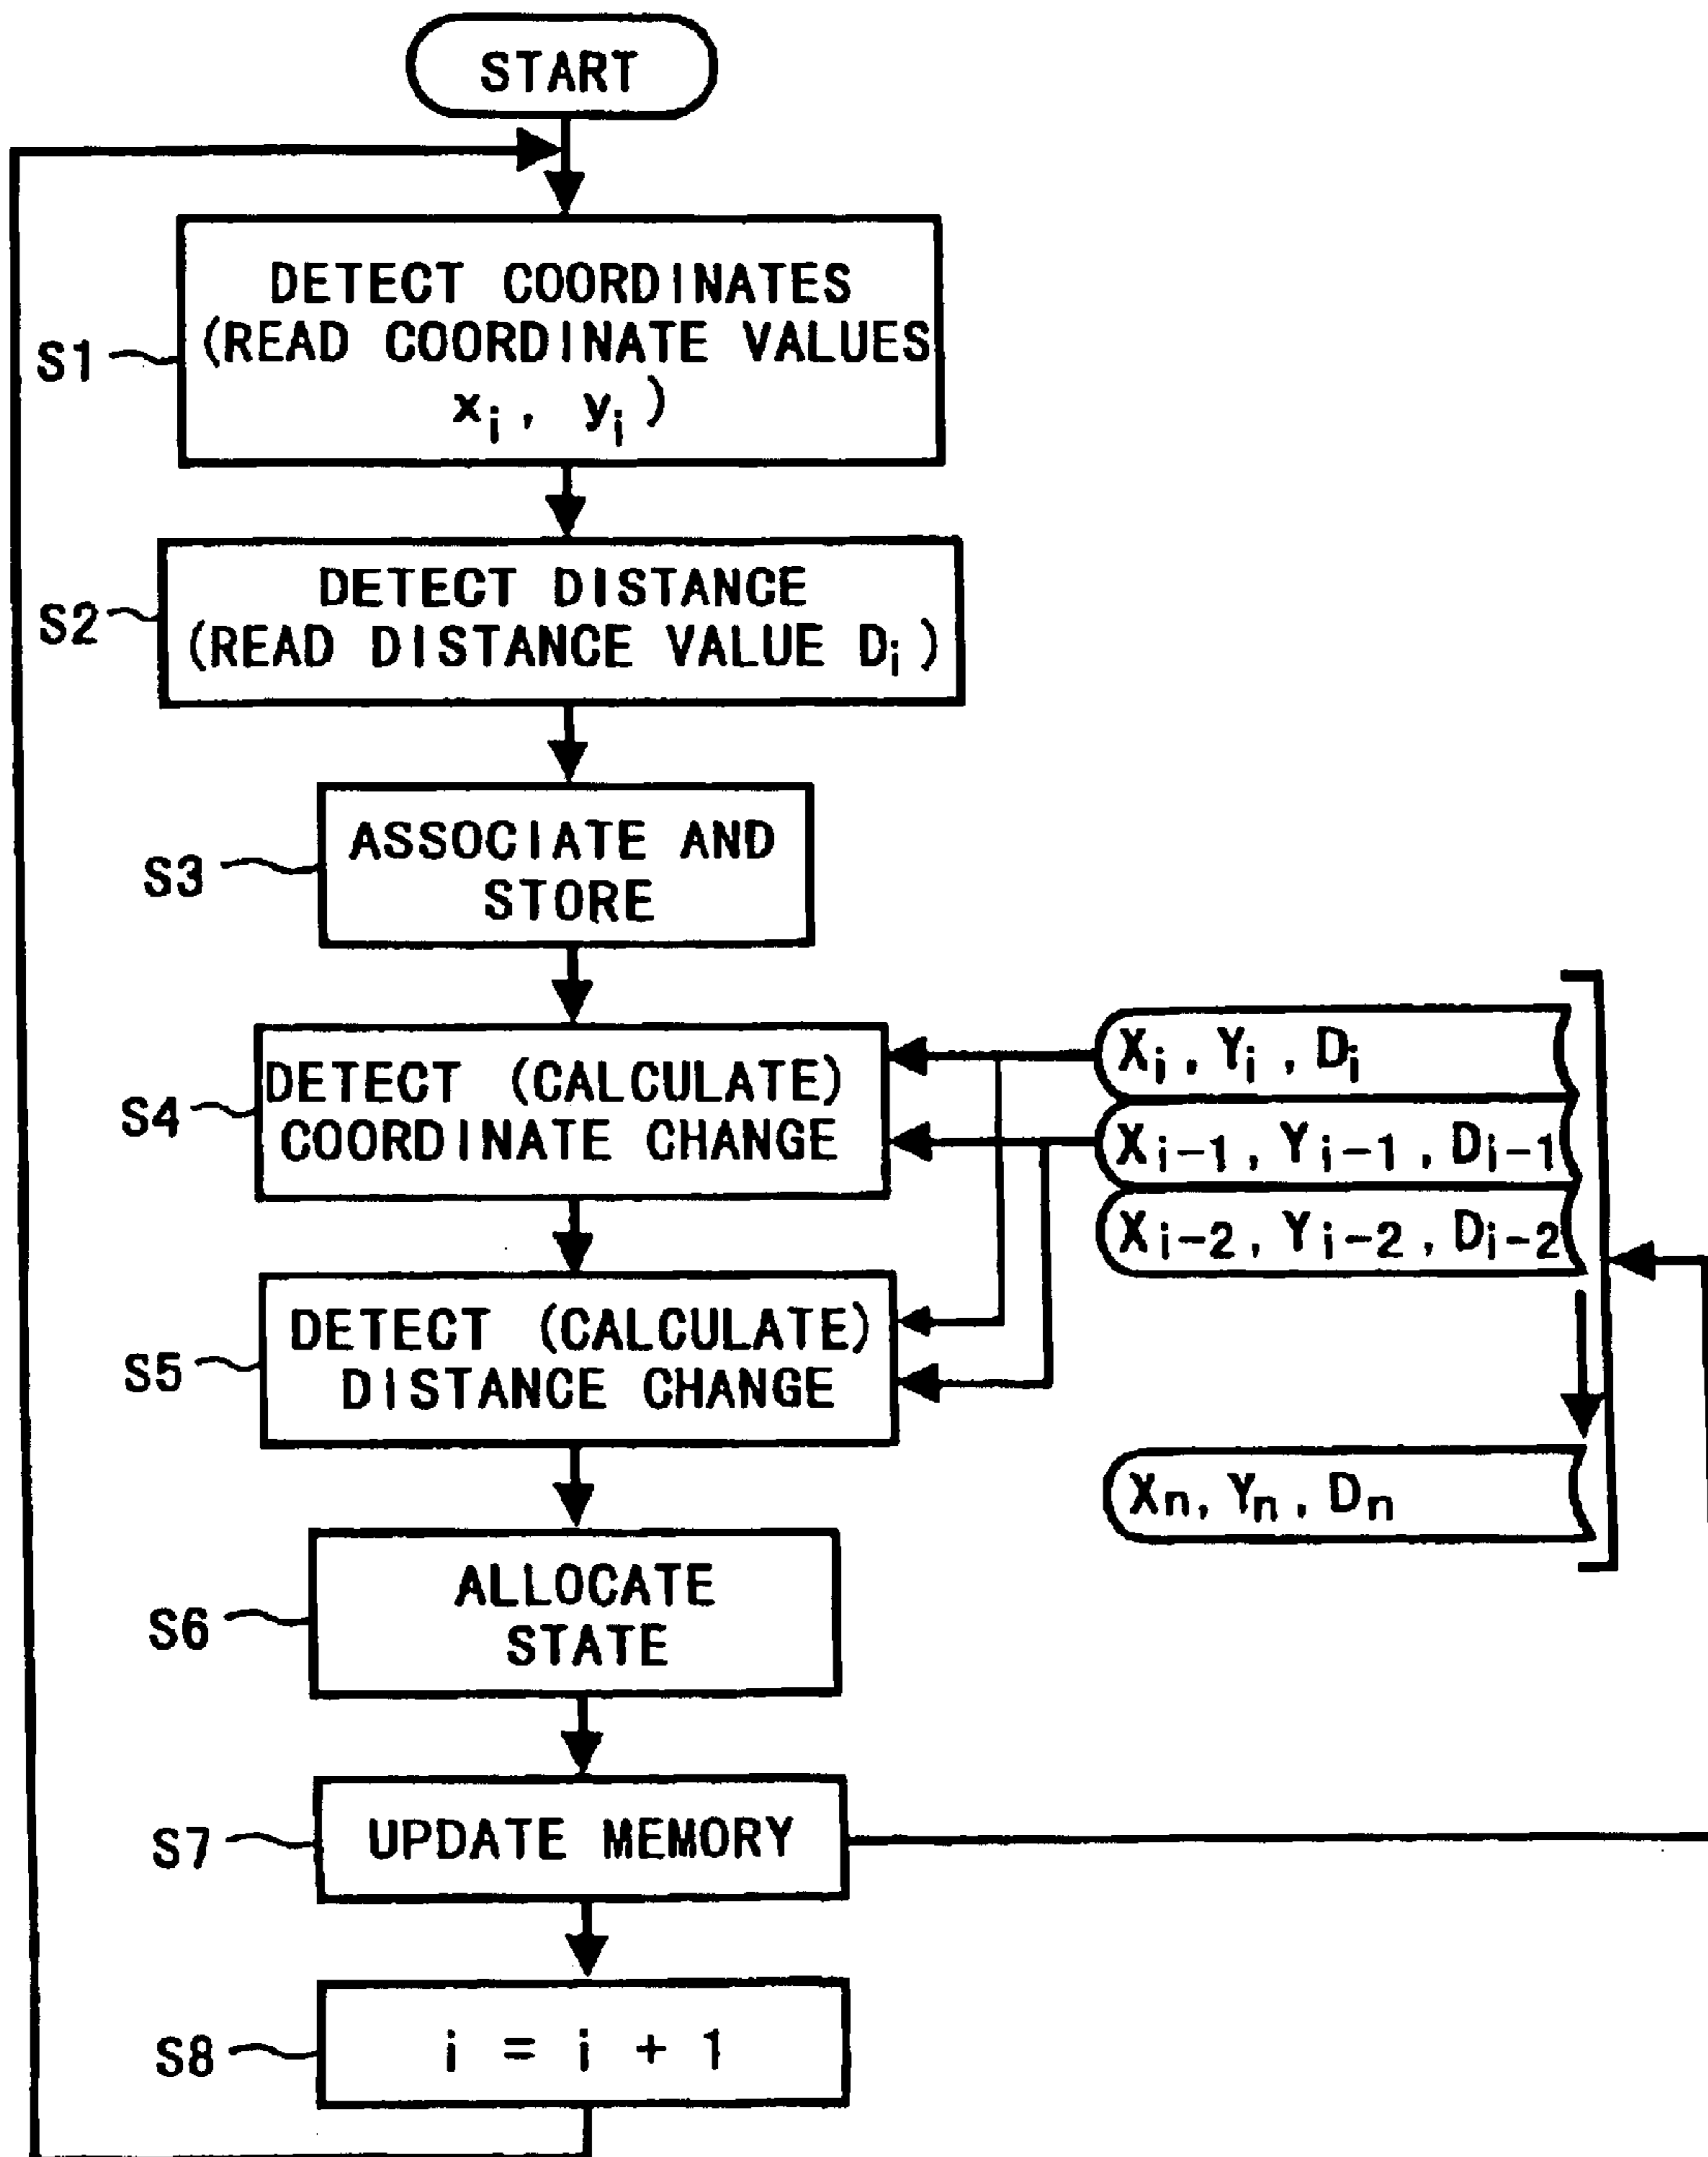 START
DETECT COORDINATES
(READ COORDINATE VALUES
xi, yi)
S1
DETECT DISTANCE
(READ DISTANCE VALUE Di)
S2
ASSOCIATE AND
STORE
S3
DETECT (CALCULATE)
COORDINATE CHANGE
S4
Xi, Yi, Di
Xi-1, Yi-1, Di-1
Xi-2, Yi-2, Di-2
DETECT (CALCULATE)
DISTANCE CHANGE
S5
Xn, Yn, Dn
ALLOCATE
STATE
S6
UPDATE MEMORY
S7
i = i + 1
S8